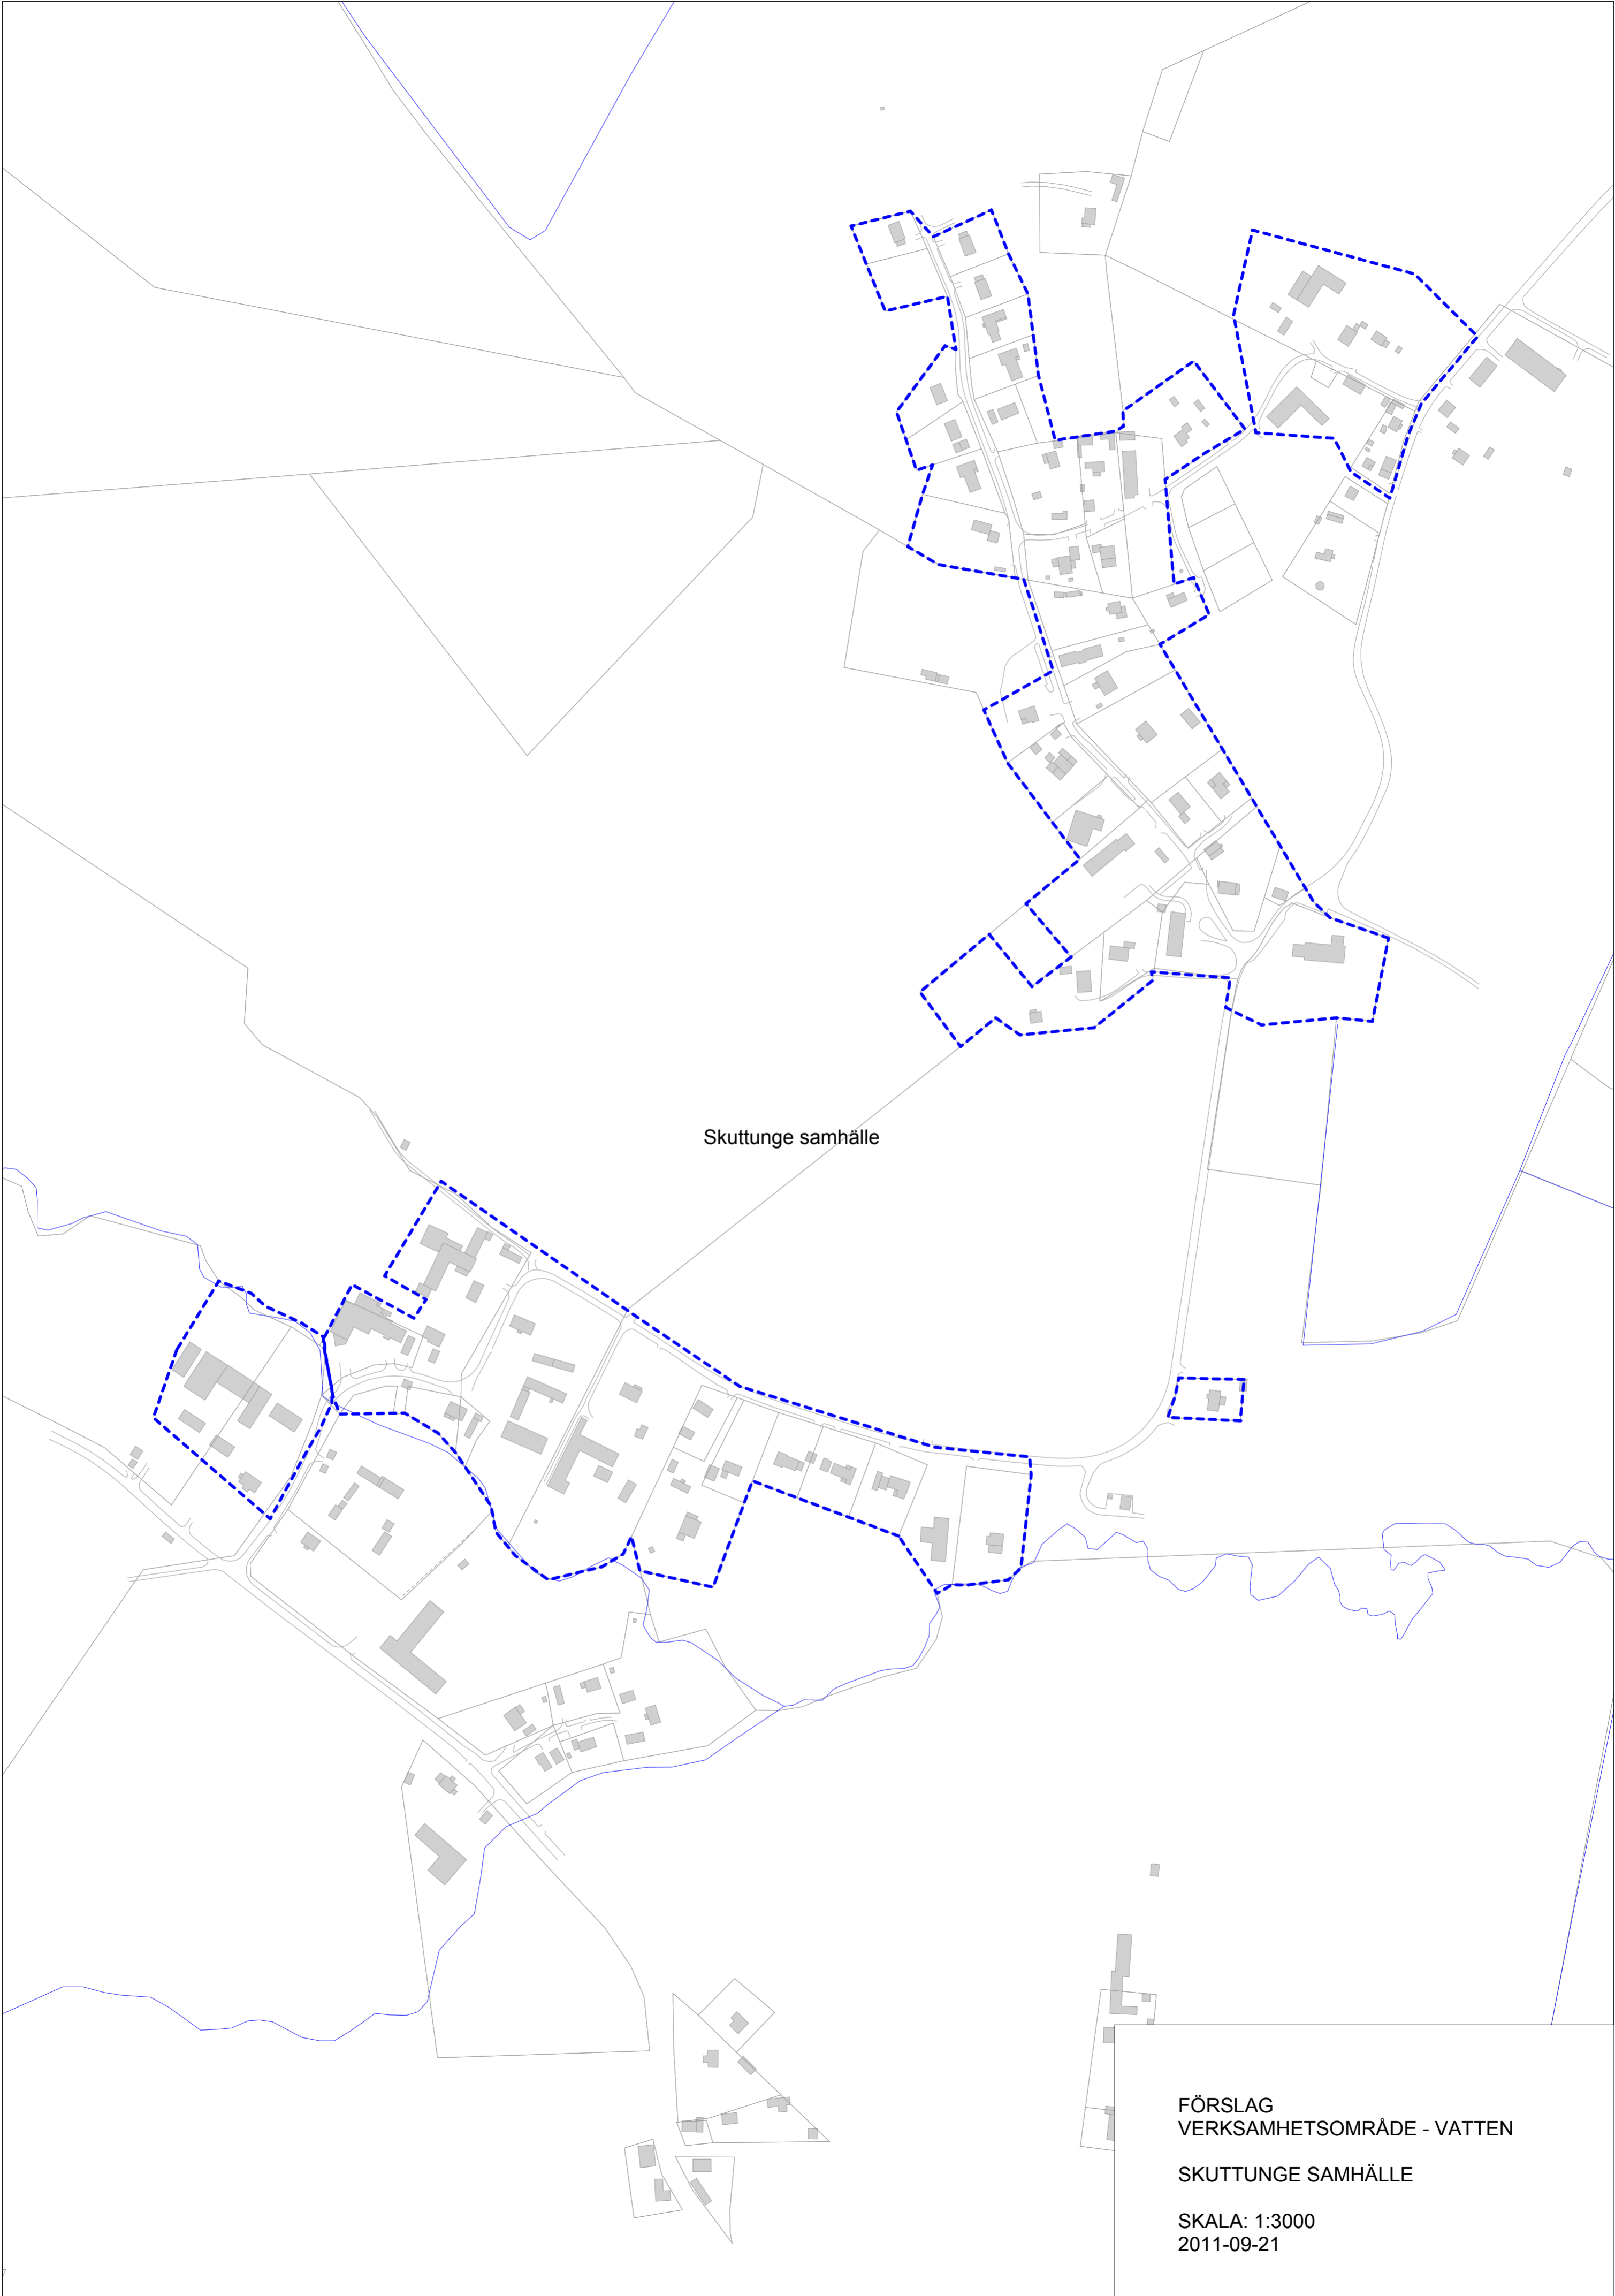 Skuttunge samhälle
FÖRSLAG
VERKSAMHETSOMRÅDE - VATTEN
SKUTTUNGE SAMHÄLLE
SKALA: 1:3000
2011-09-21